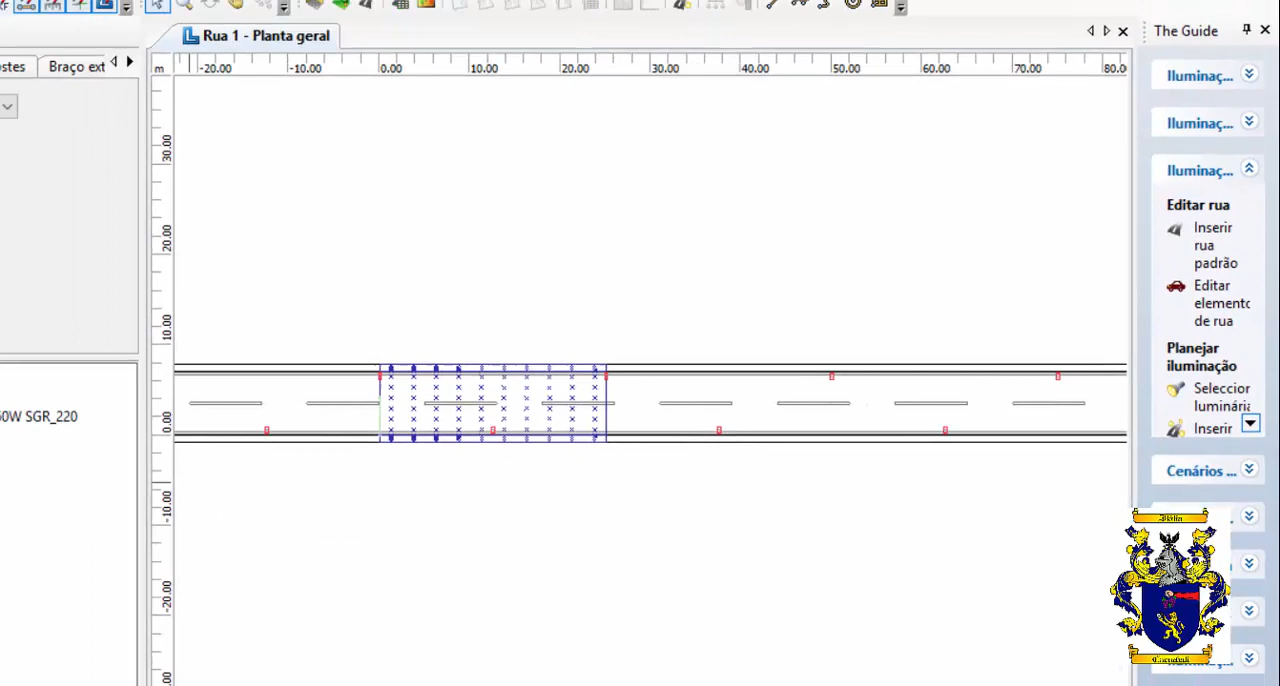 Rua 1 - Planta geral
The Guide
stes
Braço ext
m
-20.00
-10.00
0.00
10.00
20.00
30.00
40.00
50.00
60.00
70.00
80.0
30.00
20.00
10.00
0.00
-10.00
-20.00
.00
60W SGR_220
Iluminaç...
Iluminaç...
Iluminaç...
Editar rua
Inserir
rua
padrão
Editar
elemento
de rua
Planejar
iluminação
Seleccior
luminária
Inserir
Cenários ...